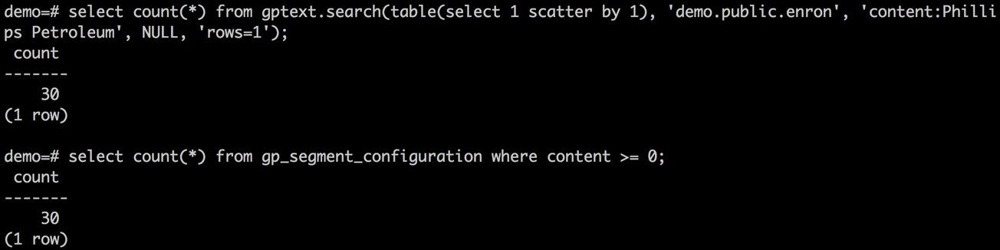 demo=# select count(*) from gptext.search(table(select 1 scatter by 1), 'demo.public.enron', 'content:Philli
ps Petroleum', NULL, 'rows=1');
 count
-------
    30
(1 row)

demo=# select count(*) from gp_segment_configuration where content >= 0;
 count
-------
    30
(1 row)